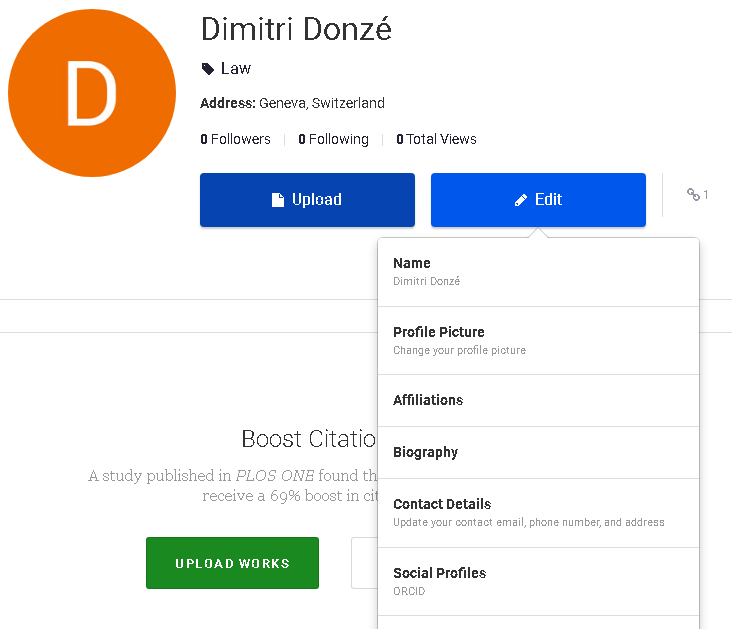 D
Dimitri Donzé
Law
Address: Geneva, Switzerland
0 Followers
0 Following
0 Total Views
Upload
Edit
1
Name
Dimitri Donzé
Profile Picture
Change your profile picture
Affiliations
Biography
Contact Details
Update your contact email, phone number, and address
Social Profiles
ORCID
Boost Citatio
A study published in PLOS ONE found th
receive a 69% boost in cit
UPLOAD WORKS